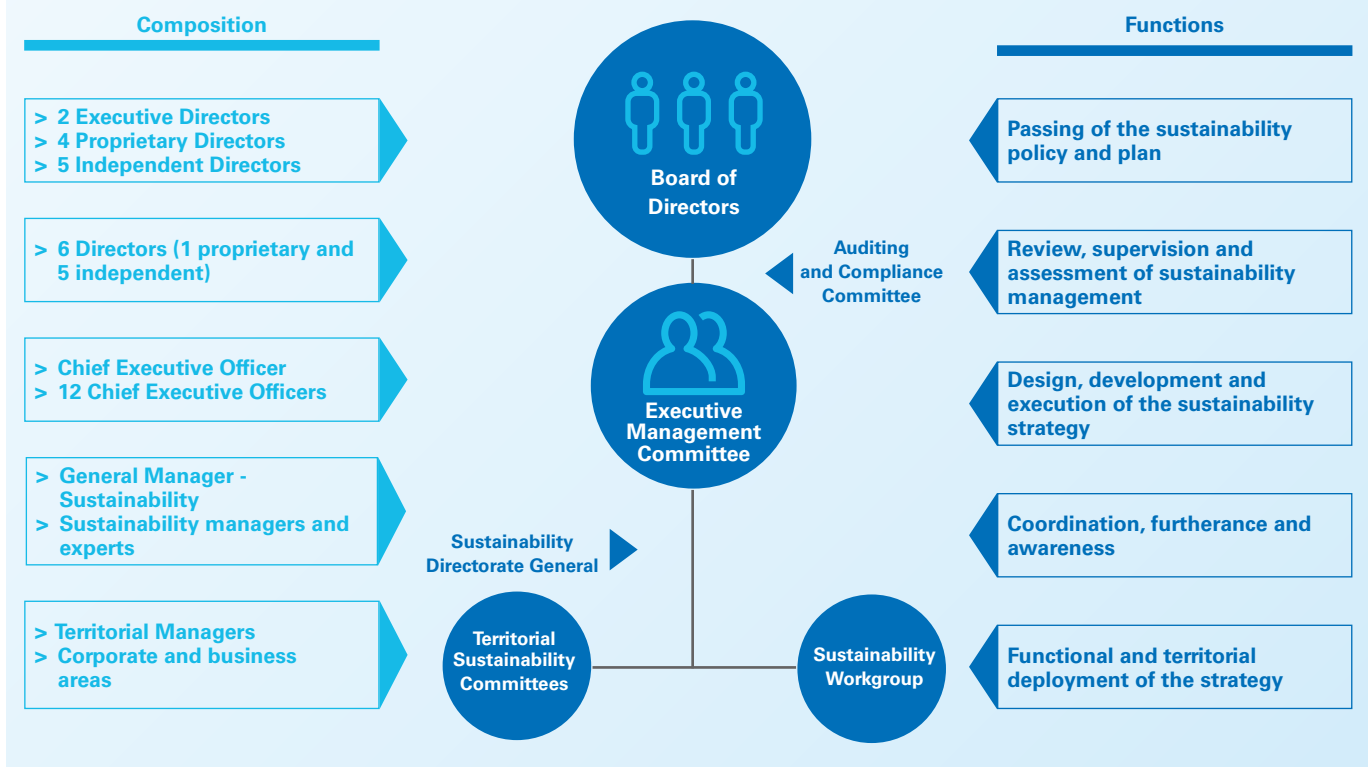 Composition
> 2 Executive Directors
> 4 Proprietary Directors
> 5 Independent Directors
> 6 Directors (1 proprietary and
5 independent)
> Chief Executive Officer
> 12 Chief Executive Officers
> General Manager -
Sustainability
> Sustainability managers and
experts
> Territorial Managers
> Corporate and business
areas
Board of
Directors
Auditing
and Compliance
Committee
Executive
Management
Committee
Sustainability
Directorate General
Territorial
Sustainability
Committees
Sustainability
Workgroup
Functions
Passing of the sustainability
policy and plan
Review, supervision and
assessment of sustainability
management
Design, development and
execution of the sustainability
strategy
Coordination, furtherance and
awareness
Functional and territorial
deployment of the strategy